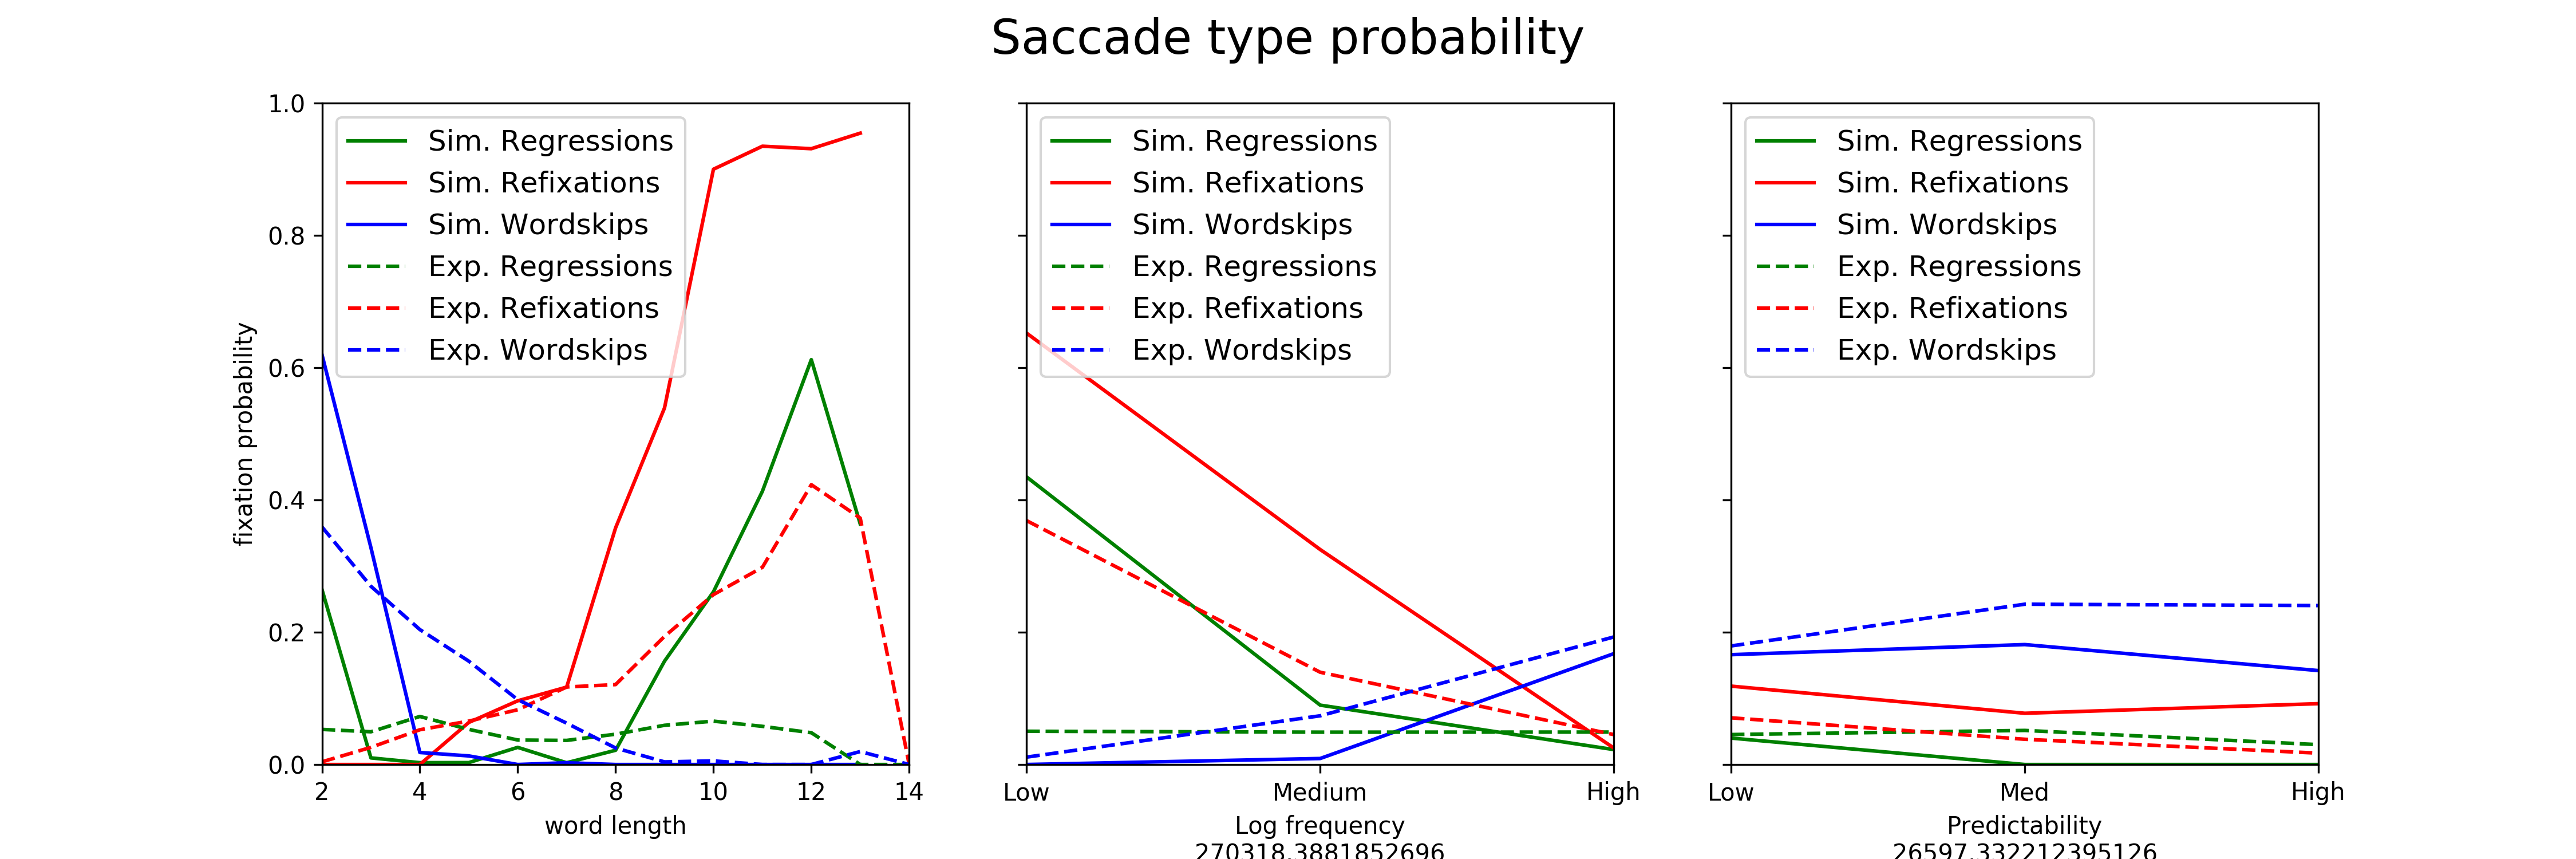 Saccade type probability
1.0
0.8
0.6
0.4
0.2
0.0
fixation probability
Sim. Regressions
Sim. Refixations
Sim. Wordskips
Exp. Regressions
Exp. Refixations
Exp. Wordskips
2 4 6 8 10 12 14
word length
Sim. Regressions
Sim. Refixations
Sim. Wordskips
Exp. Regressions
Exp. Refixations
Exp. Wordskips
Low Medium High
Log frequency
270318.3881852696
Sim. Regressions
Sim. Refixations
Sim. Wordskips
Exp. Regressions
Exp. Refixations
Exp. Wordskips
Low Med High
Predictability
26597.332212395126